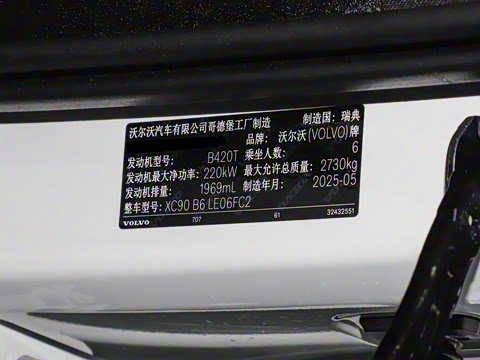 沃尔沃汽车有限公司哥德堡工厂制造 制造国：瑞典
品牌：沃尔沃(VOLVO)牌
发动机型号： B420T 乘坐人数： 6
发动机最大净功率：220kW 最大允许总质量：2730kg
发动机排量： 1969mL 制造年月： 2025-05
整车型号：XC90 B6 LE06FC2
VOLVO 707 61 32432551